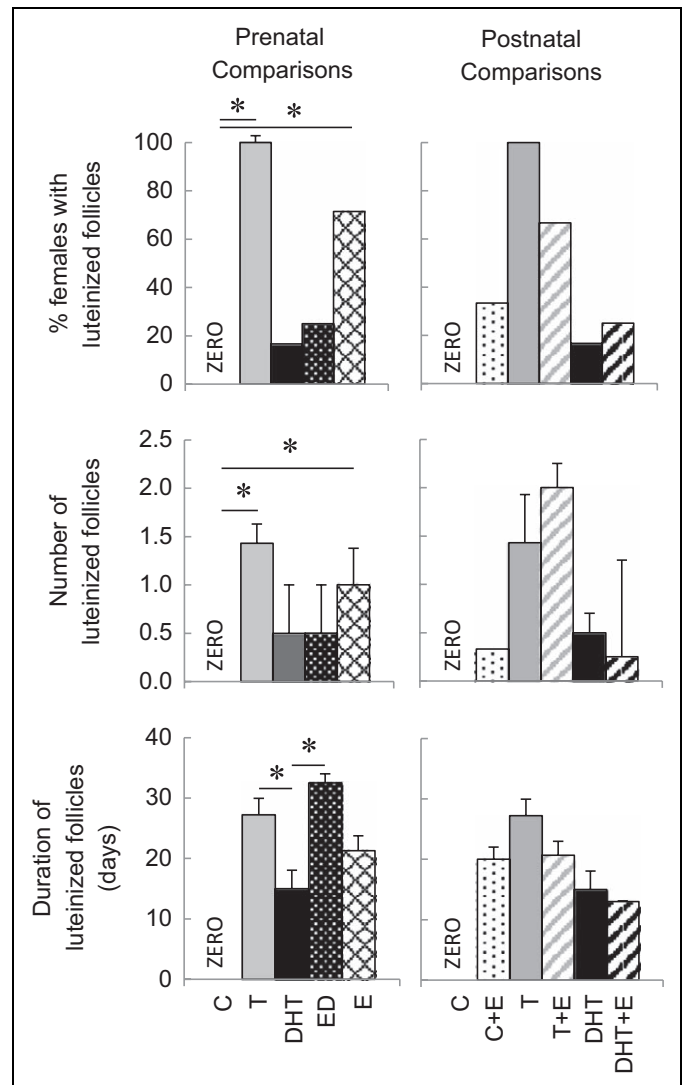 Prenatal
Comparisons
Postnatal
Comparisons
% females with
luteinized follicles
100
80
60
40
20
0
ZERO
*
*
ZERO
Number of
luteinized follicles
2.5
2.0
1.5
1.0
0.5
0.0
ZERO
*
*
ZERO
Duration of
luteinized follicles
(days)
40
30
20
10
0
ZERO
*
*
ZERO
C
T
DHT
ED
E
C
C+E
T
T+E
DHT
DHT+E